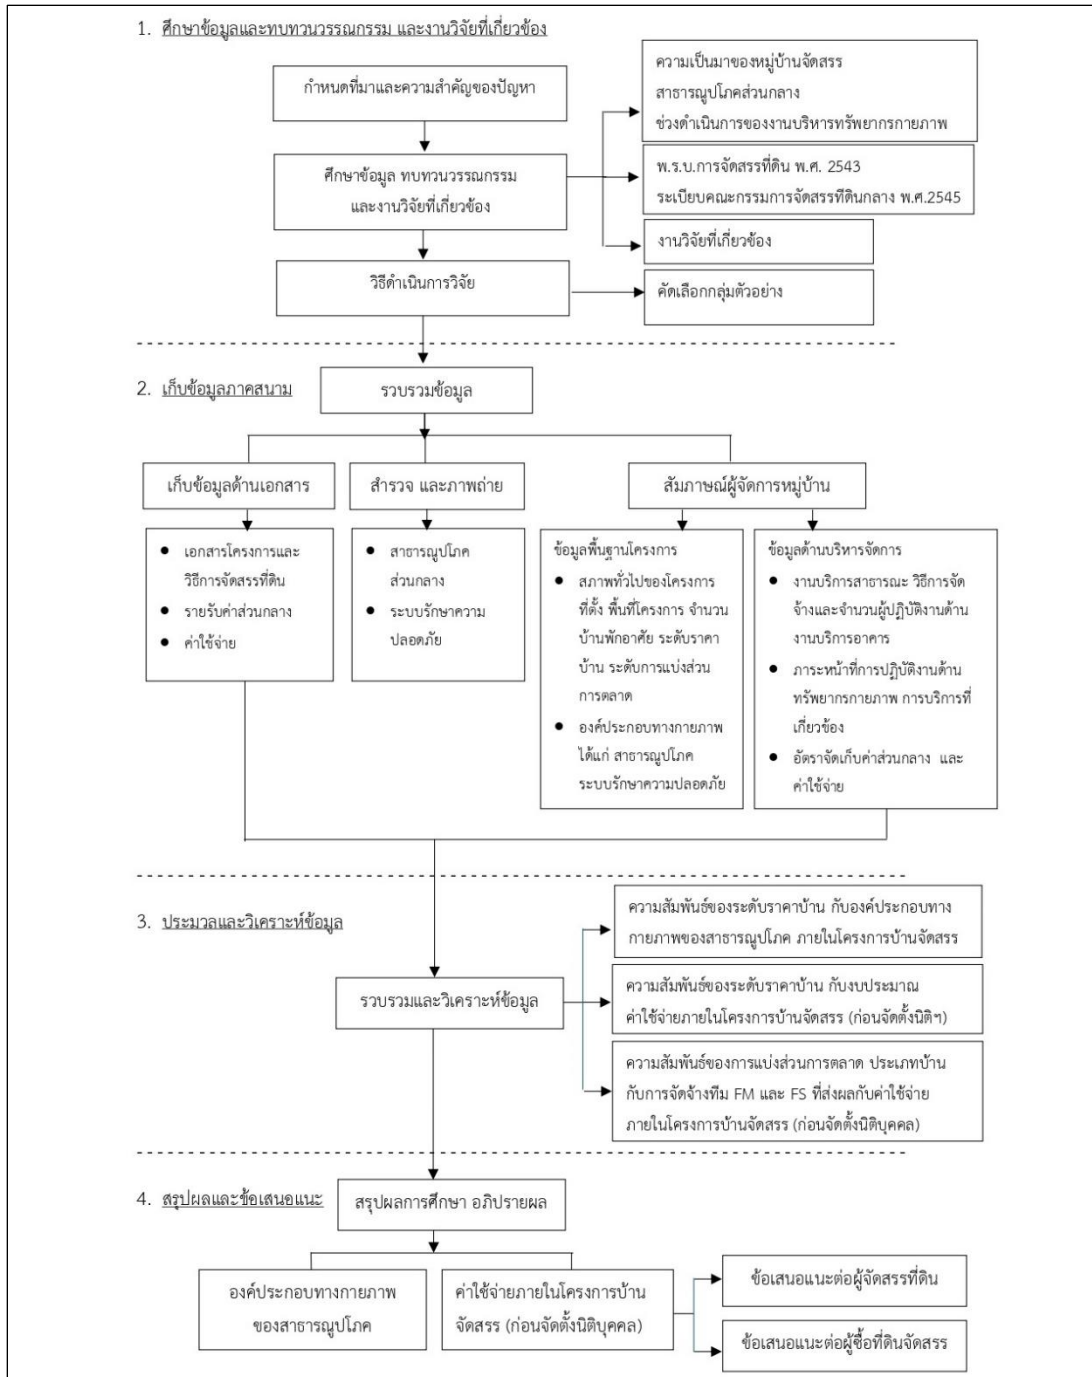 1. ศึกษาข้อมูลและทบทวนวรรณกรรม และงานวิจัยที่เกี่ยวข้อง
กำหนดที่มาและความสำคัญของปัญหา
ความเป็นมาของหมู่บ้านจัดสรร
สาธารณูปโภคส่วนกลาง
ช่วงดำเนินการของงานบริหารทรัพยากรกายภาพ
ศึกษาข้อมูล ทบทวนวรรณกรรม
และงานวิจัยที่เกี่ยวข้อง
พ.ร.บ.การจัดสรรที่ดิน พ.ศ. 2543
ระเบียบคณะกรรมการจัดสรรที่ดินกลาง พ.ศ.2545
งานวิจัยที่เกี่ยวข้อง
วิธีดำเนินการวิจัย
คัดเลือกกลุ่มตัวอย่าง
2. เก็บข้อมูลภาคสนาม
รวบรวมข้อมูล
เก็บข้อมูลด้านเอกสาร
สำรวจ และภาพถ่าย
สัมภาษณ์ผู้จัดการหมู่บ้าน
● เอกสารโครงการและ
วิธีการจัดสรรที่ดิน
● รายรับค่าส่วนกลาง
● ค่าใช้จ่าย
● สาธารณูปโภค
ส่วนกลาง
● ระบบรักษาความ
ปลอดภัย
ข้อมูลพื้นฐานโครงการ
● สภาพทั่วไปของโครงการ
ที่ตั้ง พื้นที่โครงการ จำนวน
บ้านพักอาศัย ระดับราคา
บ้าน ระดับการแบ่งส่วน
การตลาด
● องค์ประกอบทางกายภาพ
ได้แก่ สาธารณูปโภค
ระบบรักษาความปลอดภัย
ข้อมูลด้านบริหารจัดการ
● งานบริการสาธารณะ วิธีการจัด
จ้างและจำนวนผู้ปฏิบัติงานด้าน
งานบริการอาคาร
● ภาระหน้าที่การปฏิบัติงานด้าน
ทรัพยากรกายภาพ การบริการที่
เกี่ยวข้อง
● อัตราจัดเก็บค่าส่วนกลาง และ
ค่าใช้จ่าย
3. ประมวลและวิเคราะห์ข้อมูล
ความสัมพันธ์ของระดับราคาบ้าน กับองค์ประกอบทาง
กายภาพของสาธารณูปโภค ภายในโครงการบ้านจัดสรร
รวบรวมและวิเคราะห์ข้อมูล
ความสัมพันธ์ของระดับราคาบ้าน กับงบประมาณ
ค่าใช้จ่ายภายในโครงการบ้านจัดสรร (ก่อนจัดตั้งนิติฯ)
ความสัมพันธ์ของการแบ่งส่วนการตลาด ประเภทบ้าน
กับการจัดจ้างทีม FM และ FS ที่ส่งผลกับค่าใช้จ่าย
ภายในโครงการบ้านจัดสรร (ก่อนจัดตั้งนิติบุคคล)
4. สรุปผลและข้อเสนอแนะ
สรุปผลการศึกษา อภิปรายผล
องค์ประกอบทางกายภาพ
ของสาธารณูปโภค
ค่าใช้จ่ายภายในโครงการบ้าน
จัดสรร (ก่อนจัดตั้งนิติบุคคล)
ข้อเสนอแนะต่อผู้จัดสรรที่ดิน
ข้อเสนอแนะต่อผู้ซื้อที่ดินจัดสรร